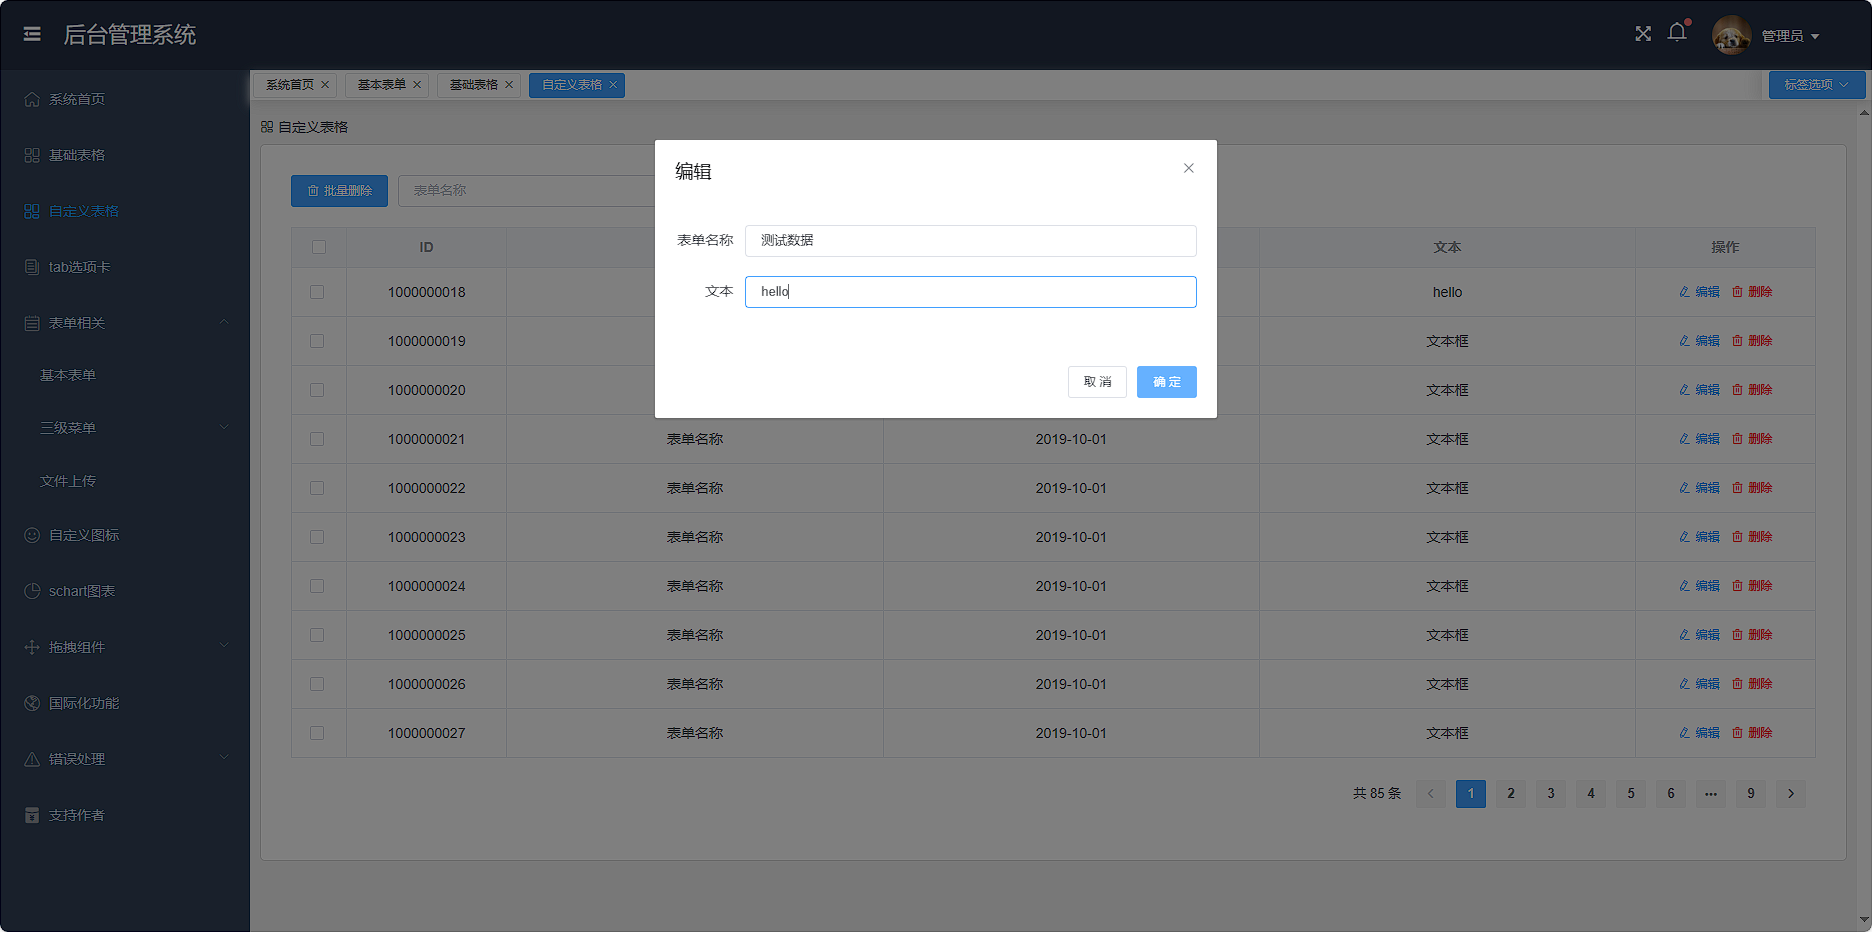 后台管理系统
管理员
系统首页
基础表格
自定义表格
tab选项卡
表单相关
基本表单
三级菜单
文件上传
自定义图标
schart图表
拖拽组件
国际化功能
错误处理
支持作者
系统首页 基本表单 基础表格 自定义表格 标签选项
自定义表格
批量删除 表单名称
编辑
表单名称 测试数据
文本 hello
取消 确定
ID 文本 操作
1000000018 hello 编辑 删除
1000000019 文本框 编辑 删除
1000000020 文本框 编辑 删除
1000000021 表单名称 2019-10-01 文本框 编辑 删除
1000000022 表单名称 2019-10-01 文本框 编辑 删除
1000000023 表单名称 2019-10-01 文本框 编辑 删除
1000000024 表单名称 2019-10-01 文本框 编辑 删除
1000000025 表单名称 2019-10-01 文本框 编辑 删除
1000000026 表单名称 2019-10-01 文本框 编辑 删除
1000000027 表单名称 2019-10-01 文本框 编辑 删除
共 85 条 1 2 3 4 5 6 ••• 9